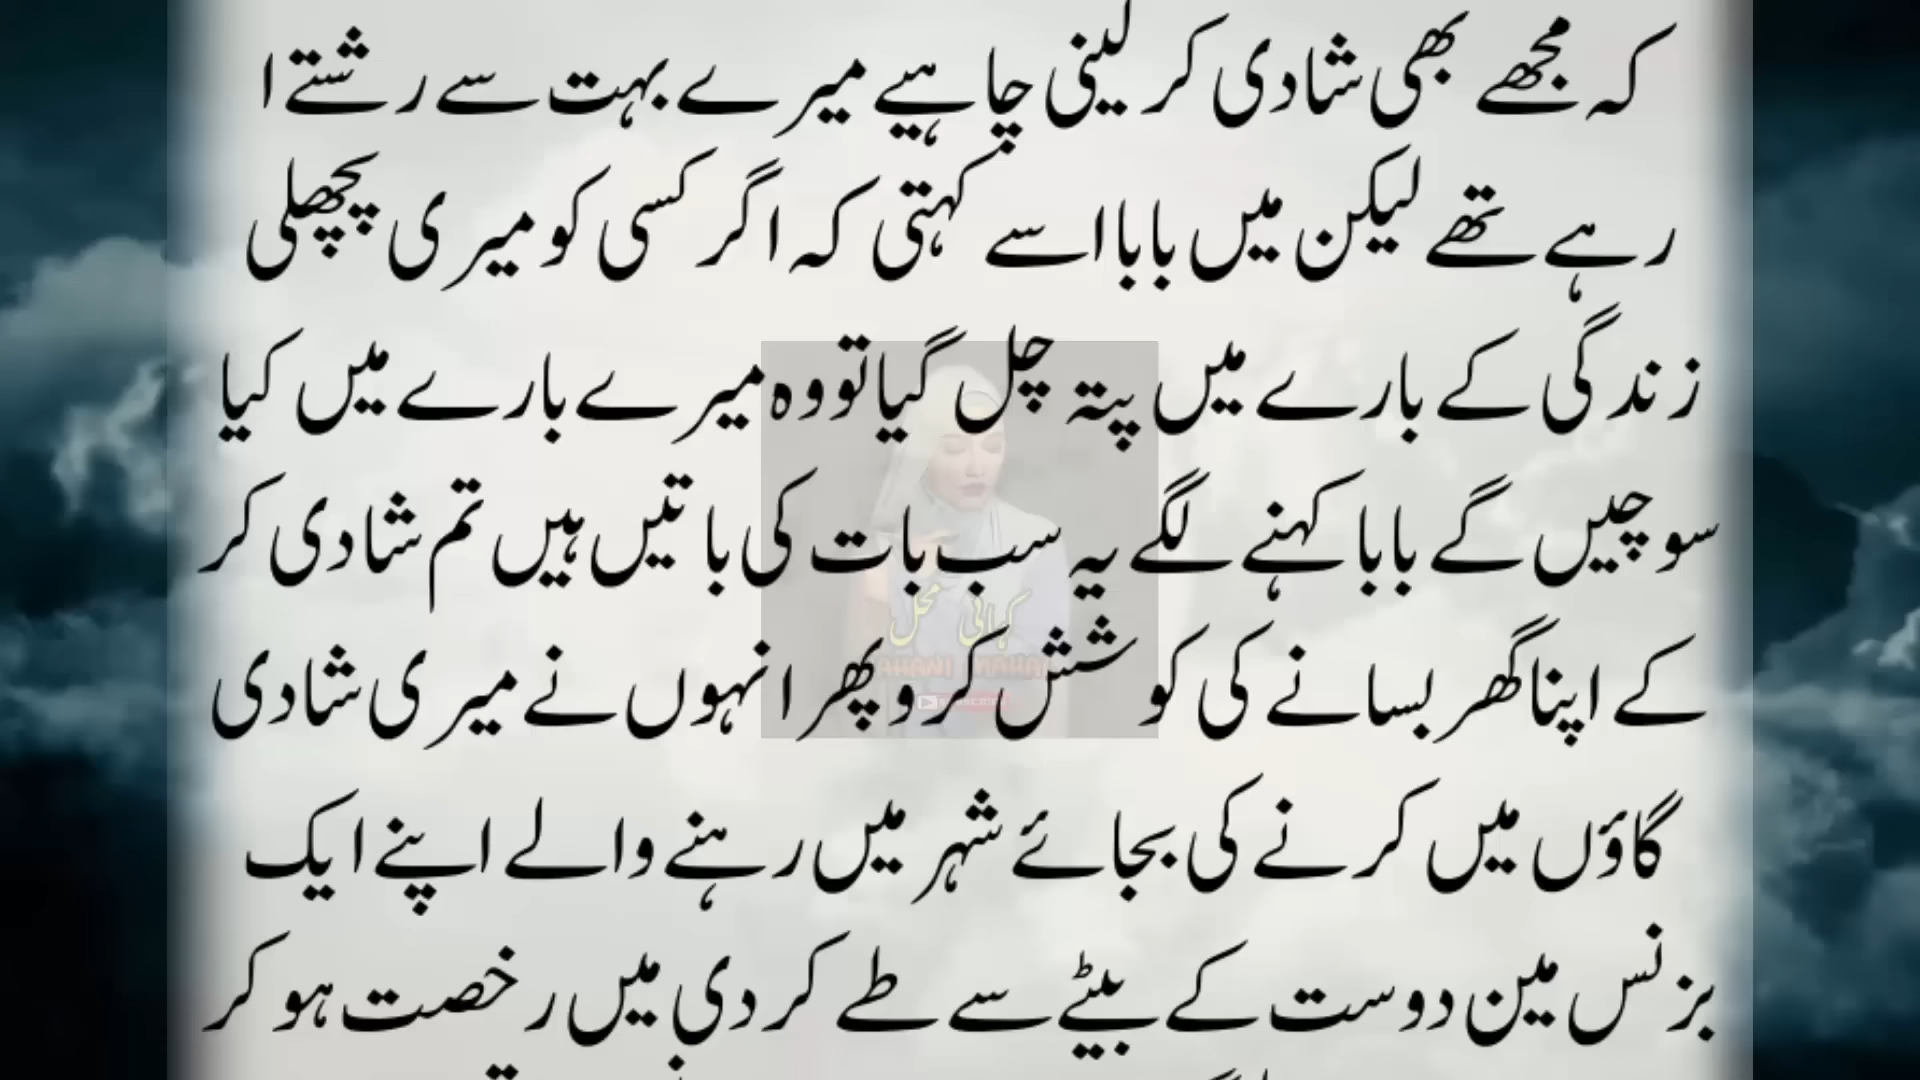 کہ مجھے بھی شادی کر لینی چاہیے میرے بہت سے رشتے ا
رہے تھے لیکن میں بابا اسے کہتی کہ اگر کسی کو میری پچھلی
زندگی کے بارے میں پتہ چل گیا تو وہ میرے بارے میں کیا
سوچیں گے بابا کہنے لگے یہ سب بات کی باتیں ہیں تم شادی کر
کے اپنا گھر بسانے کی کوشش کرو پھر انہوں نے میری شادی
گاؤں میں کرنے کی بجائے شہر میں رہنے والے اپنے ایک
بزنس مین دوست کے بیٹے سے طے کر دی میں رخصت ہو کر
کہانی محل